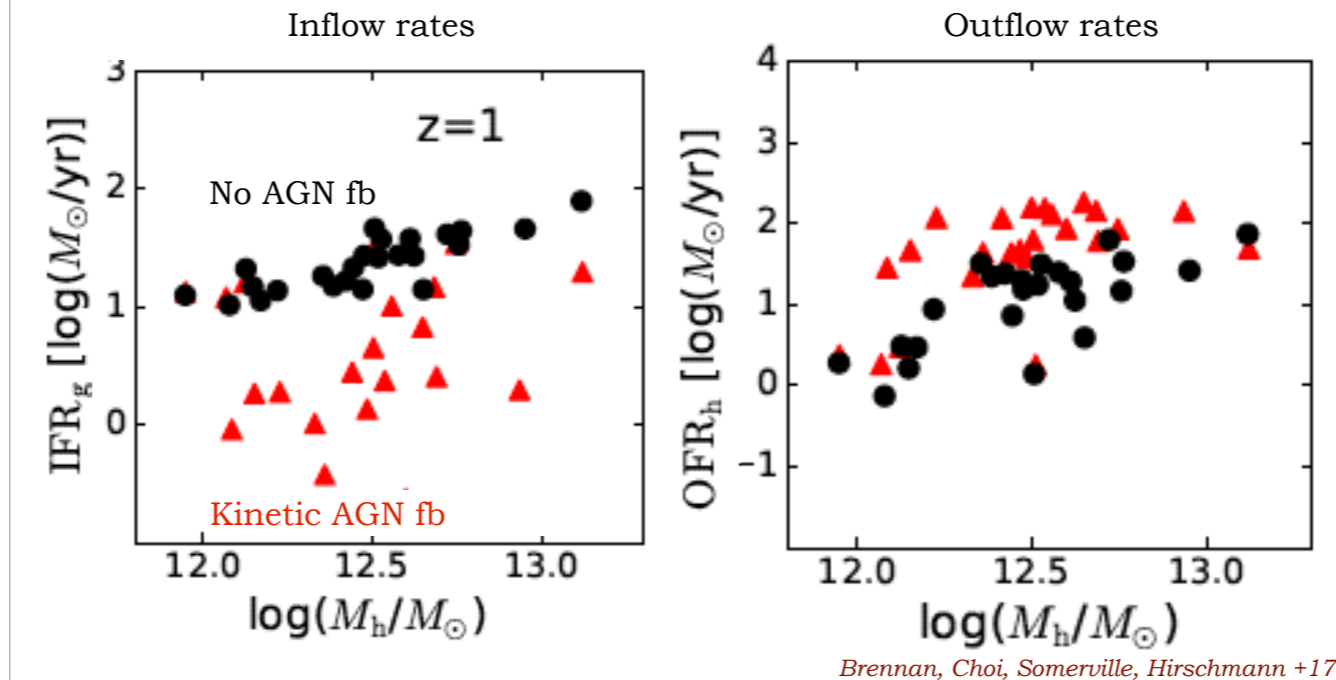 Inflow rates
3
2
1
0
IFR_g [log(M_⊙/yr)]
z=1
No AGN fb
Kinetic AGN fb
12.0 12.5 13.0
log(M_h/M_⊙)
Outflow rates
4
3
2
1
0
−1
OFR_h [log(M_⊙/yr)]
12.0 12.5 13.0
log(M_h/M_⊙)
Brennan, Choi, Somerville, Hirschmann +17